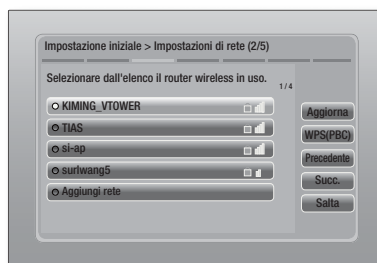 Impostazione iniziale > Impostazioni di rete (2/5)
Selezionare dall'elenco il router wireless in uso.
1/4
KIMING_VTOWER
TIAS
si-ap
surlwang5
Aggiungi rete
Aggiorna
WPS(PBC)
Precedente
Succ.
Salta